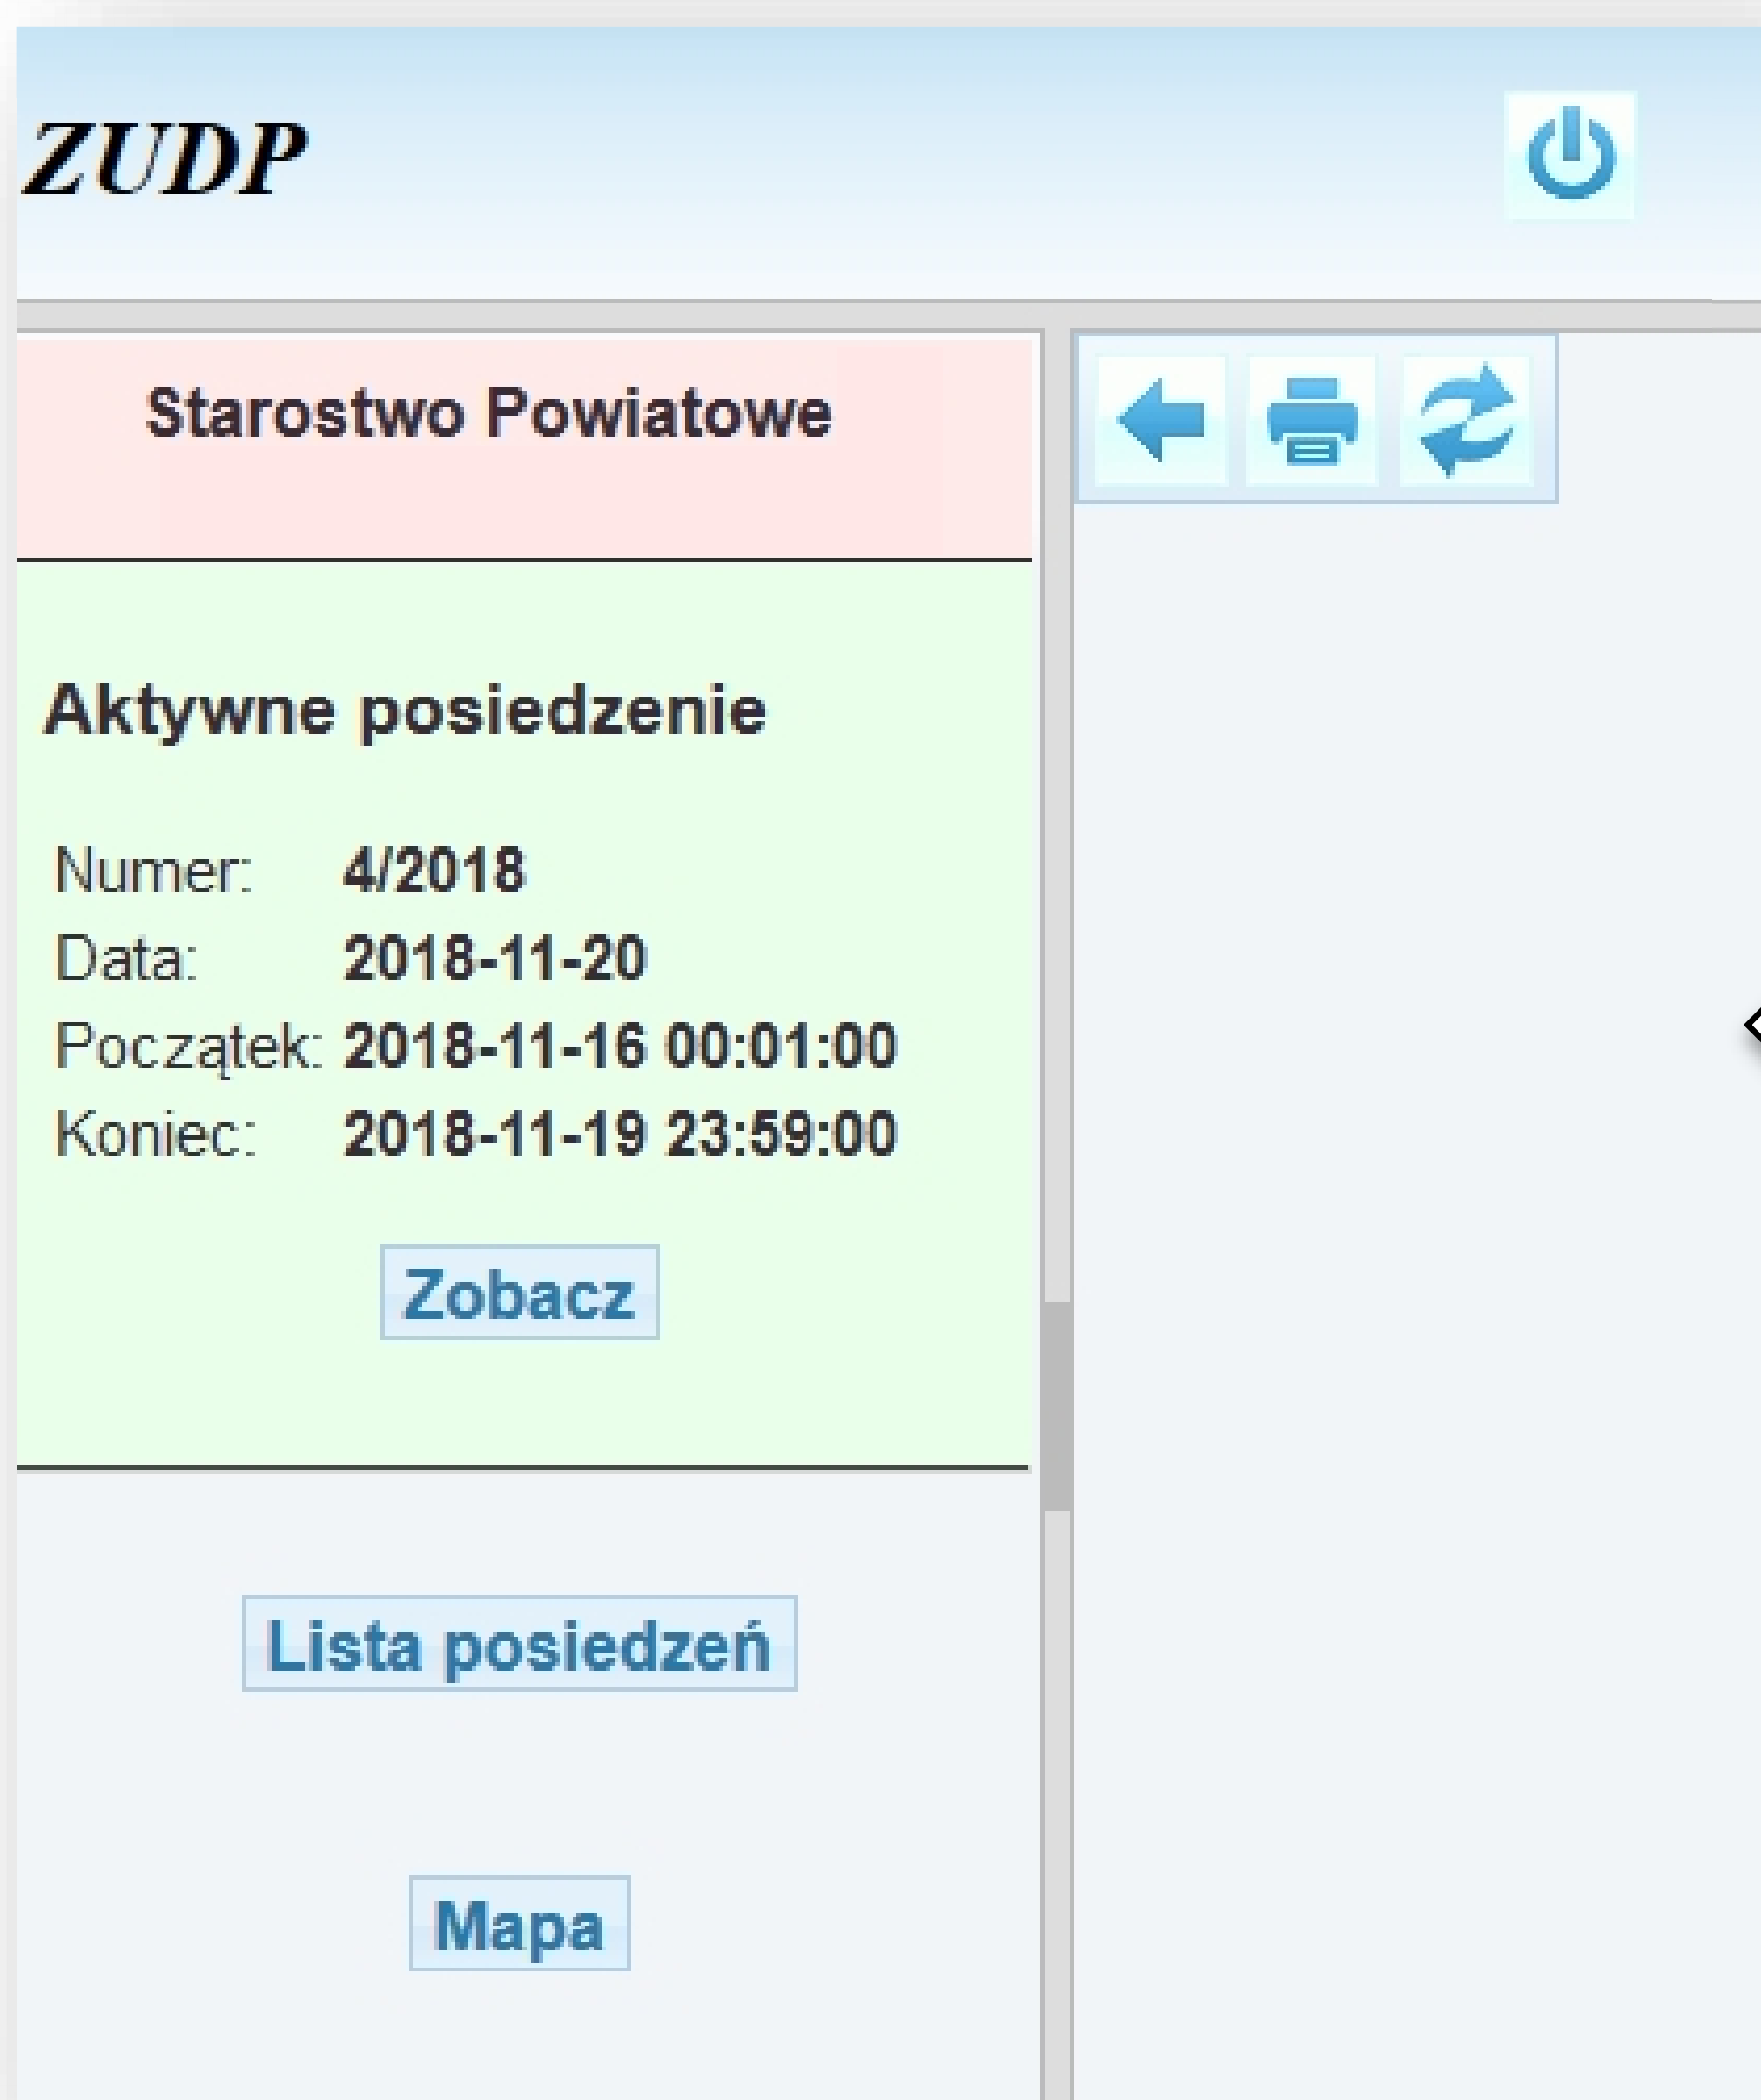 ZUDP
Starostwo Powiatowe
Aktywne posiedzenie
Numer: 4/2018
Data: 2018-11-20
Początek: 2018-11-16 00:01:00
Koniec: 2018-11-19 23:59:00
Zobacz
Lista posiedzeń
Mapa